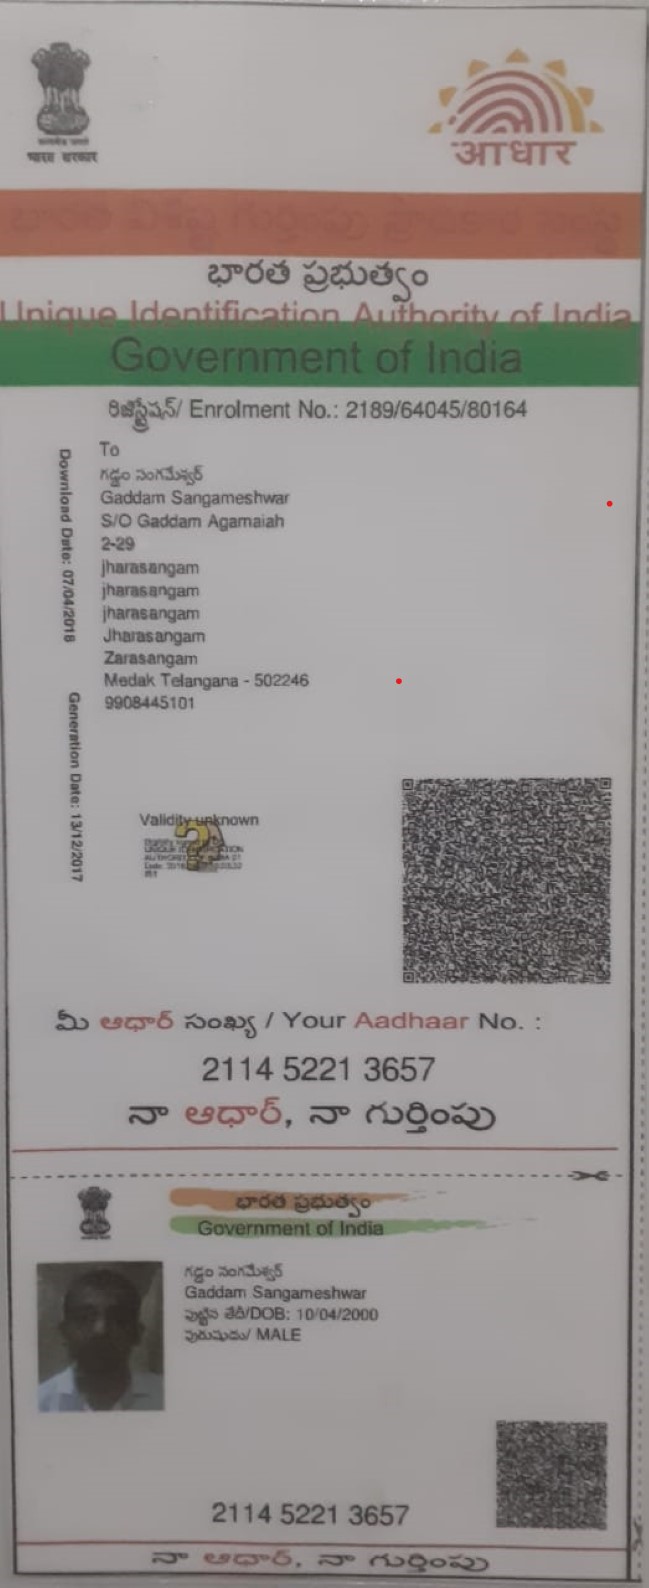 भारत सरकार
आधार
భారత ప్రభుత్వం
Unique Identification Authority of India
Government of India
రిజిస్ట్రేషన్/ Enrolment No.: 2189/64045/80164
To
గడ్డం సంగమేశ్వర్
Gaddam Sangameshwar
S/O Gaddam Agamaiah
2-29
jharasangam
jharasangam
jharasangam
Jharasangam
Zarasangam
Medak Telangana - 502246
9908445101
Download Date: 07/04/2018
Generation Date: 13/12/2017
Validity unknown
మీ ఆధార్ సంఖ్య / Your Aadhaar No. :
2114 5221 3657
నా ఆధార్, నా గుర్తింపు
భారత ప్రభుత్వం
Government of India
గడ్డం సంగమేశ్వర్
Gaddam Sangameshwar
పుట్టిన తేదీ/DOB: 10/04/2000
పురుషుడు/ MALE
2114 5221 3657
నా ఆధార్, నా గుర్తింపు